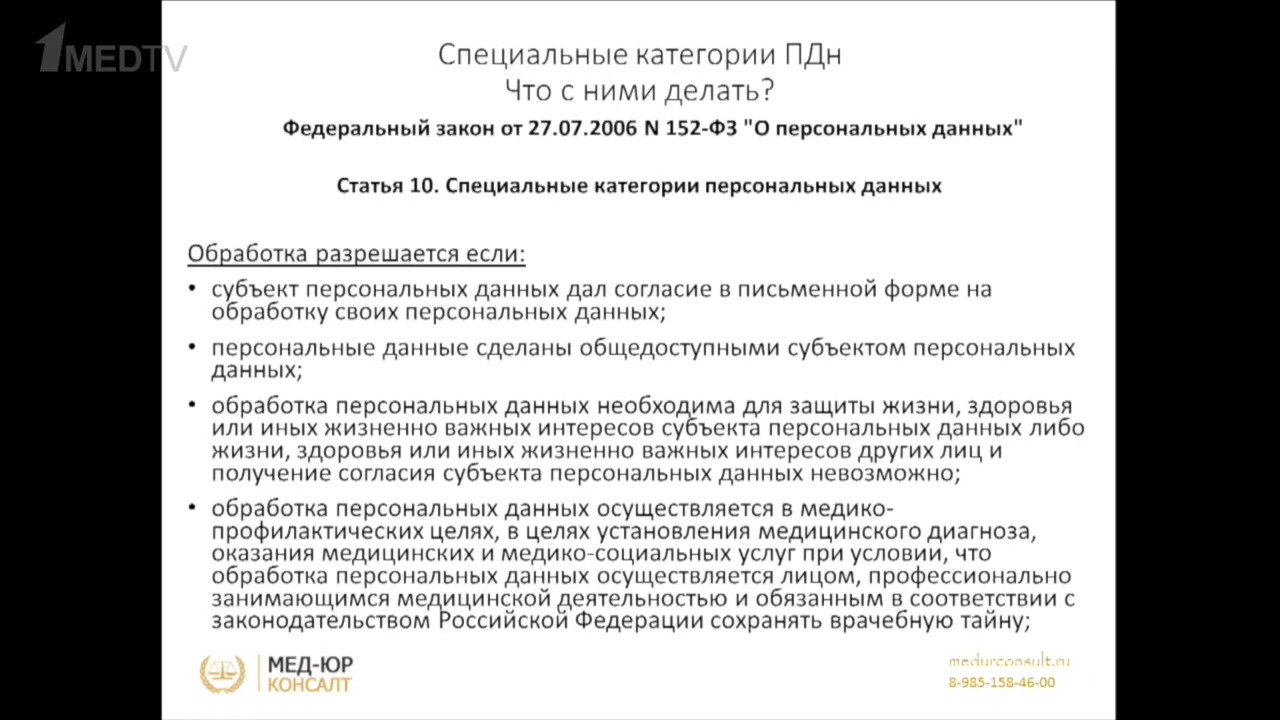 1MEDTV
Специальные категории ПДн
Что с ними делать?
Федеральный закон от 27.07.2006 N 152-ФЗ "О персональных данных"
Статья 10. Специальные категории персональных данных
Обработка разрешается если:
• субъект персональных данных дал согласие в письменной форме на
обработку своих персональных данных;
• персональные данные сделаны общедоступными субъектом персональных
данных;
• обработка персональных данных необходима для защиты жизни, здоровья
или иных жизненно важных интересов субъекта персональных данных либо
жизни, здоровья или иных жизненно важных интересов других лиц и
получение согласия субъекта персональных данных невозможно;
• обработка персональных данных осуществляется в медико-
профилактических целях, в целях установления медицинского диагноза,
оказания медицинских и медико-социальных услуг при условии, что
обработка персональных данных осуществляется лицом, профессионально
занимающимся медицинской деятельностью и обязанным в соответствии с
законодательством Российской Федерации сохранять врачебную тайну;
МЕД-ЮР
КОНСАЛТ
medurconsult.ru
8-985-158-46-00